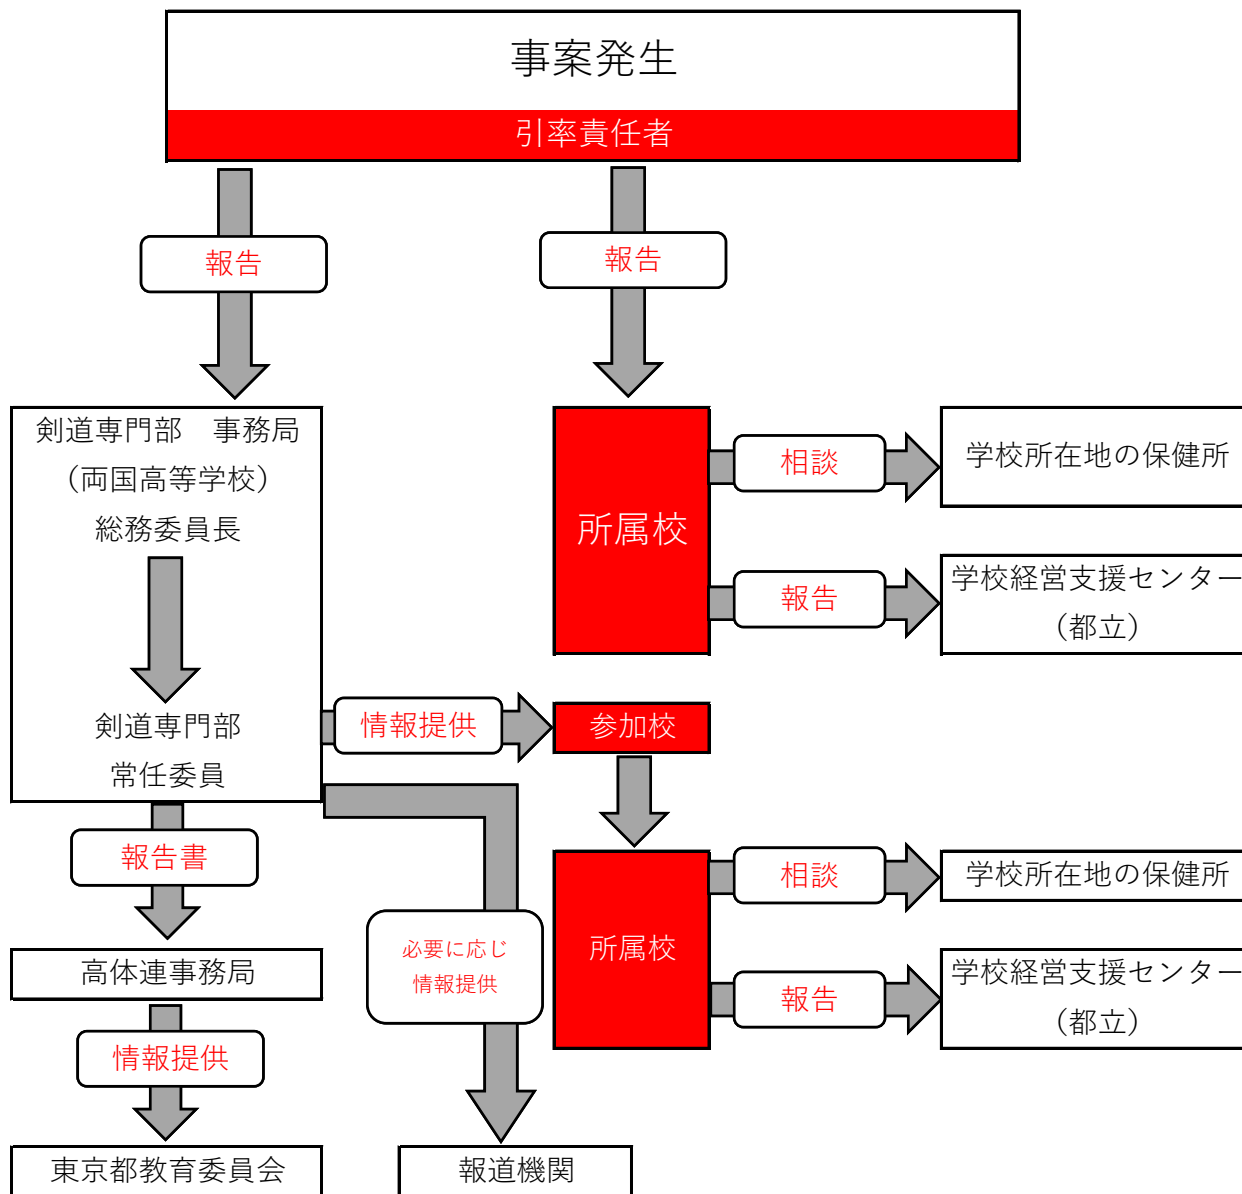 事案発生
引率責任者
報告
報告
剣道専門部　事務局
（両国高等学校）
総務委員長
剣道専門部
常任委員
所属校
相談
学校所在地の保健所
報告
学校経営支援センター
（都立）
情報提供
参加校
報告書
必要に応じ
情報提供
所属校
相談
学校所在地の保健所
報告
学校経営支援センター
（都立）
高体連事務局
情報提供
東京都教育委員会
報道機関